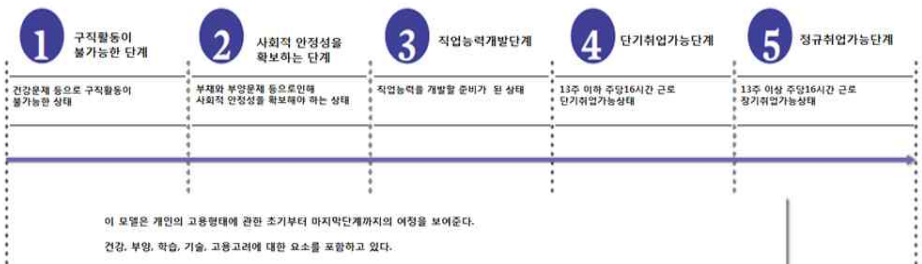 1
구직활동이
불가능한 단계
2
사회적 안정성을
확보하는 단계
3
직업능력개발단계
4
단기취업가능단계
5
정규취업가능단계
건강문제 등으로 구직활동이
불가능한 상태
부채와 부양문제 등으로인해
사회적 안정성을 확보해야 하는 상태
직업능력을 개발할 준비가 된 상태
13주 이하 주당16시간 근로
단기취업가능상태
13주 이상 주당16시간 근로
장기취업가능상태
이 모델은 개인의 고용형태에 관한 초기부터 마지막단계까지의 여정을 보여준다.
건강, 부양, 학습, 기술, 고용고려에 대한 요소를 포함하고 있다.